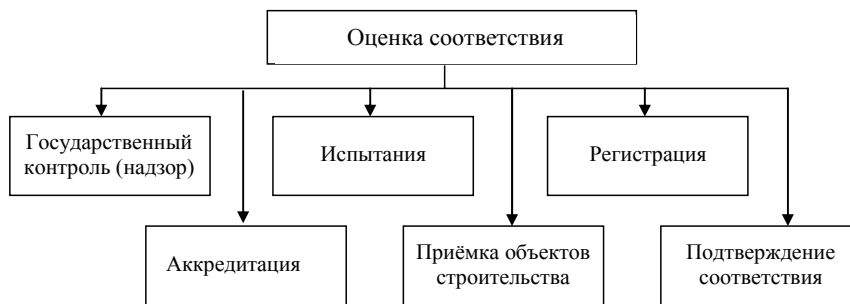 Оценка соответствия
Государственный
контроль (надзор)
Испытания
Регистрация
Аккредитация
Приёмка объектов
строительства
Подтверждение
соответствия